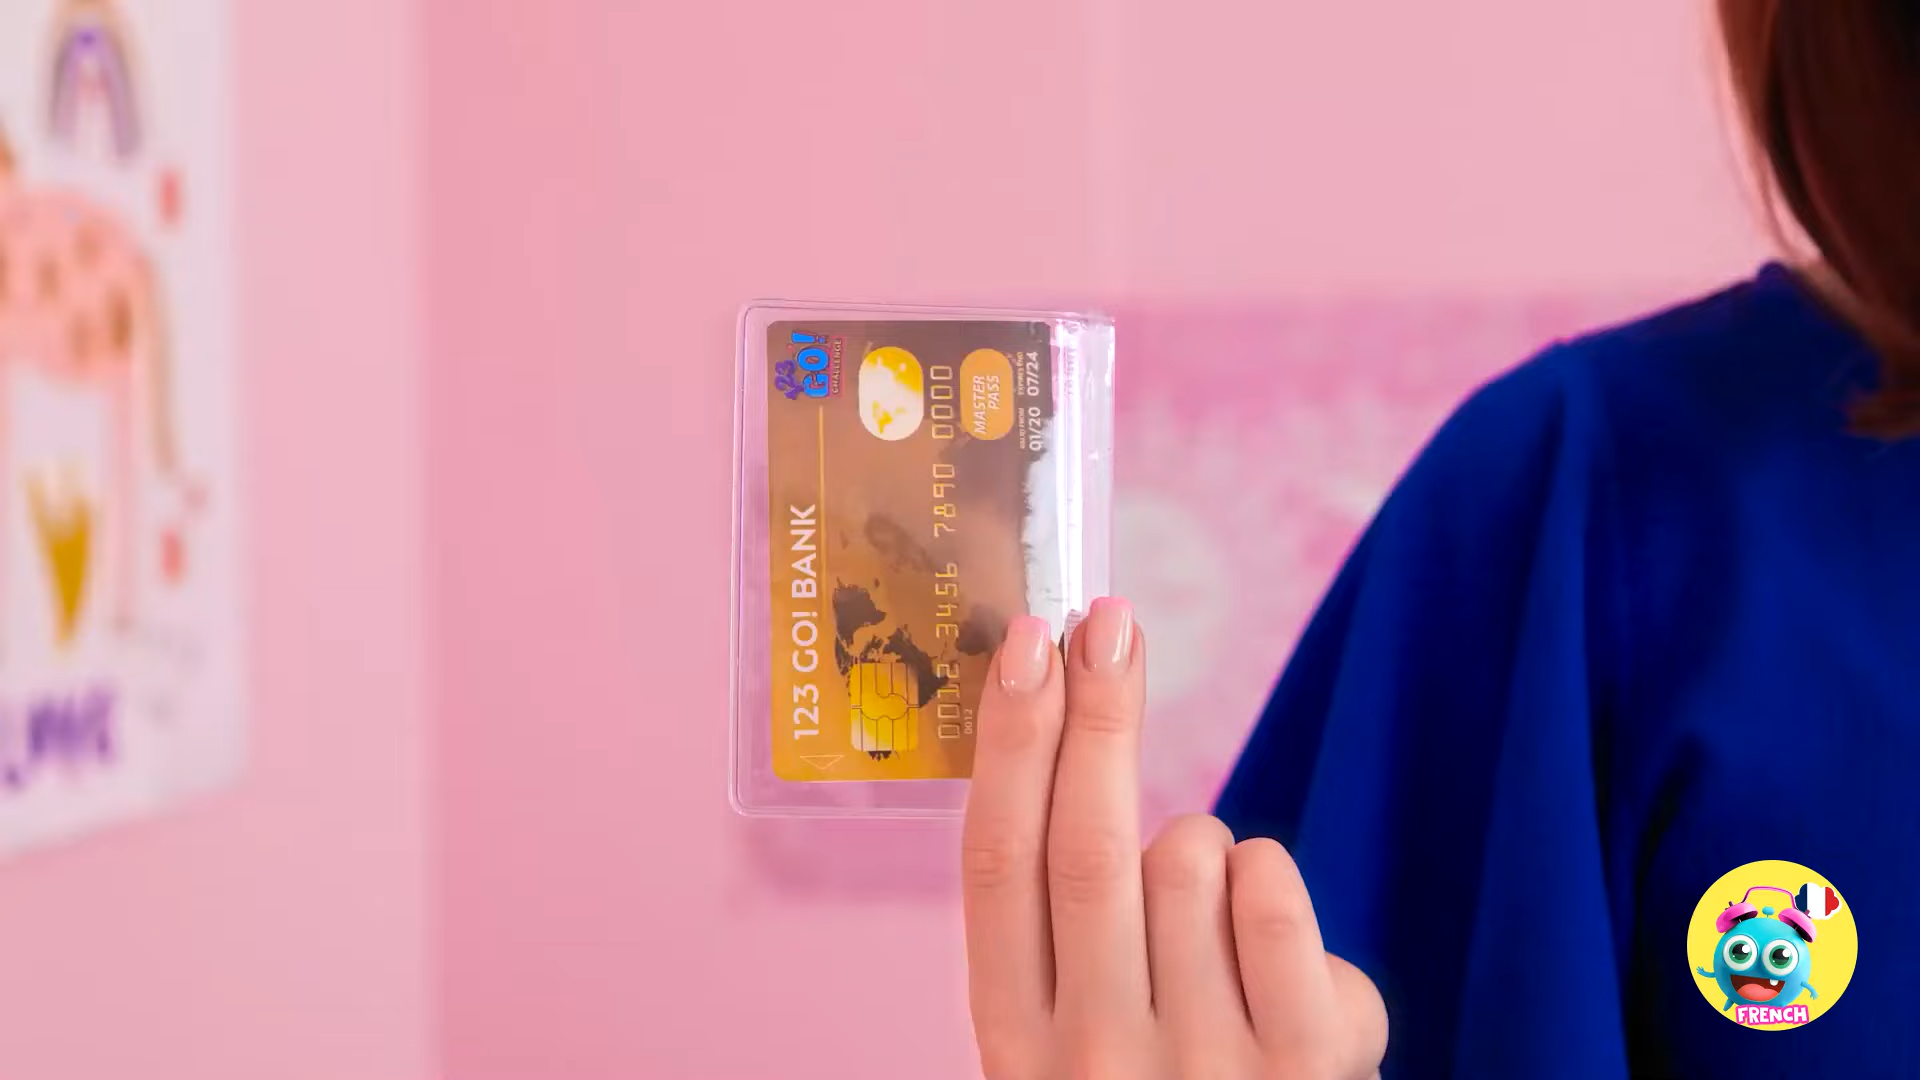 123 GO! BANK
123
GO!
CHALLENGE
0012 3456 7890 0000
0012
MASTER
PASS
VALID FROM
01/20
EXPIRES END
07/24
FRENCH